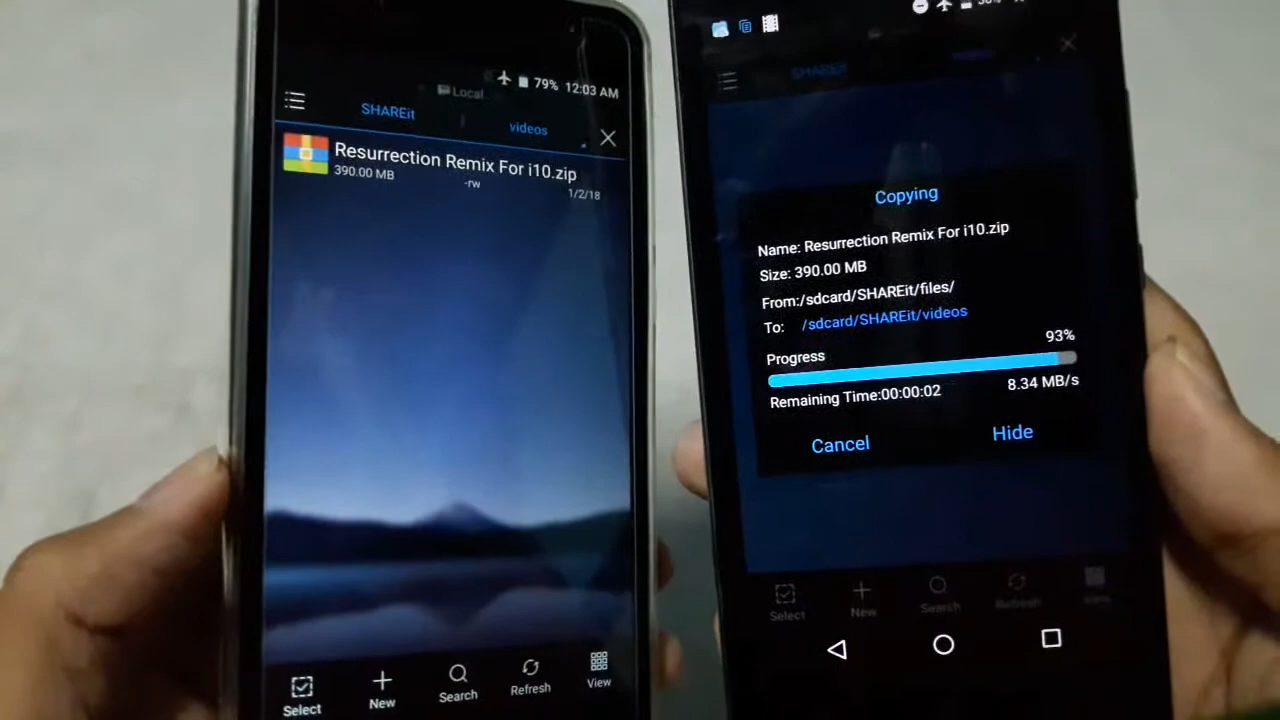 79% 12:03 AM
Local
SHAREit
videos
Resurrection Remix For i10.zip
390.00 MB
-rw
1/2/18
Select
New
Search
Refresh
View
SHAREit
videos
Copying
Name: Resurrection Remix For i10.zip
Size: 390.00 MB
From:/sdcard/SHAREit/files/
To: /sdcard/SHAREit/videos
93%
Progress
Remaining Time:00:00:02
8.34 MB/s
Cancel
Hide
Select
New
Search
Refresh
View